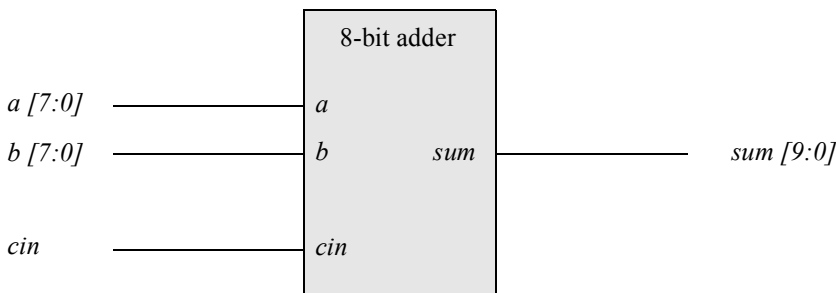 8-bit adder
a [7:0]
a
b [7:0]
b
sum
sum [9:0]
cin
cin